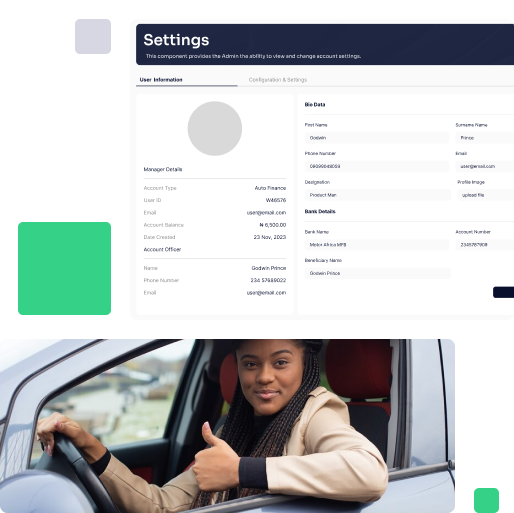 Settings
This component provides the Admin the ability to view and change account settings.
User Information
Configuration & Settings
Manager Details
Account Type Auto Finance
User ID W46576
Email user@email.com
Account Balance ₦ 6,500.00
Date Created 23 Nov, 2023
Account Officer
Name Godwin Prince
Phone Number 234 57689022
Email user@email.com
Bio Data
First Name Surname Name
Godwin Prince
Phone Number Email
user@email.com
Designation Profile Image
Product Man upload file
Bank Details
Bank Name Account Number
Motor Africa MFB
Beneficiary Name
Godwin Prince